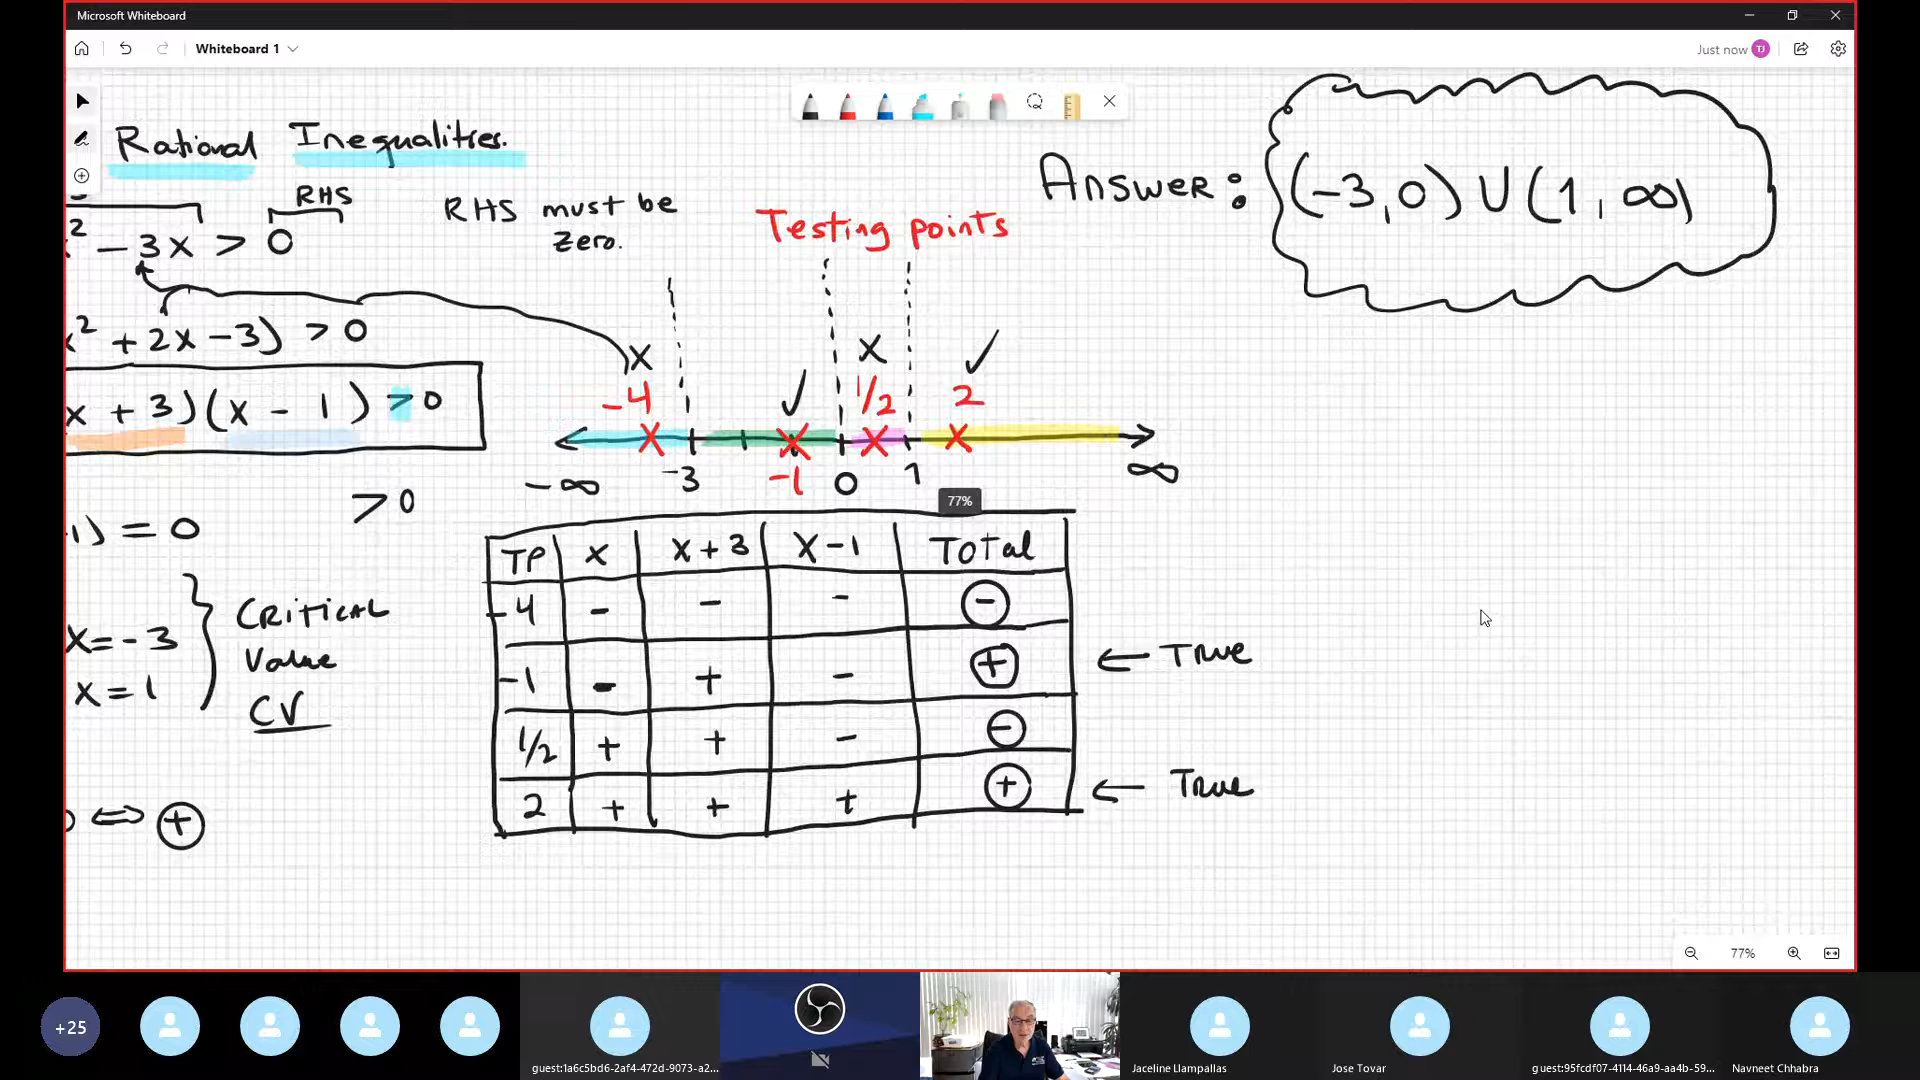 Microsoft Whiteboard
Whiteboard 1
Just now TJ
Rational Inequalities.
Answer: (-3,0) ∪ (1, ∞)
RHS
RHS must be zero.
² - 3x > 0
Testing points
x² + 2x - 3) > 0
x + 3)(x - 1) > 0
X ✓ X ✓
-4 1/2 2
-∞ -3 -1 0 1 ∞
77%
> 0
-1) = 0
TP x x+3 x-1 Total
-4 - - - -
-1 - + - + ← True
1/2 + + - -
2 + + + + ← True
x = -3
x = 1
Critical
Value
CV
⇔ +
77%
+25
guest:1a6c5bd6-2af4-472d-9073-a2...
Jaceline Llampallas
Jose Tovar
guest:95fcdf07-4114-46a9-aa4b-59...
Navneet Chhabra